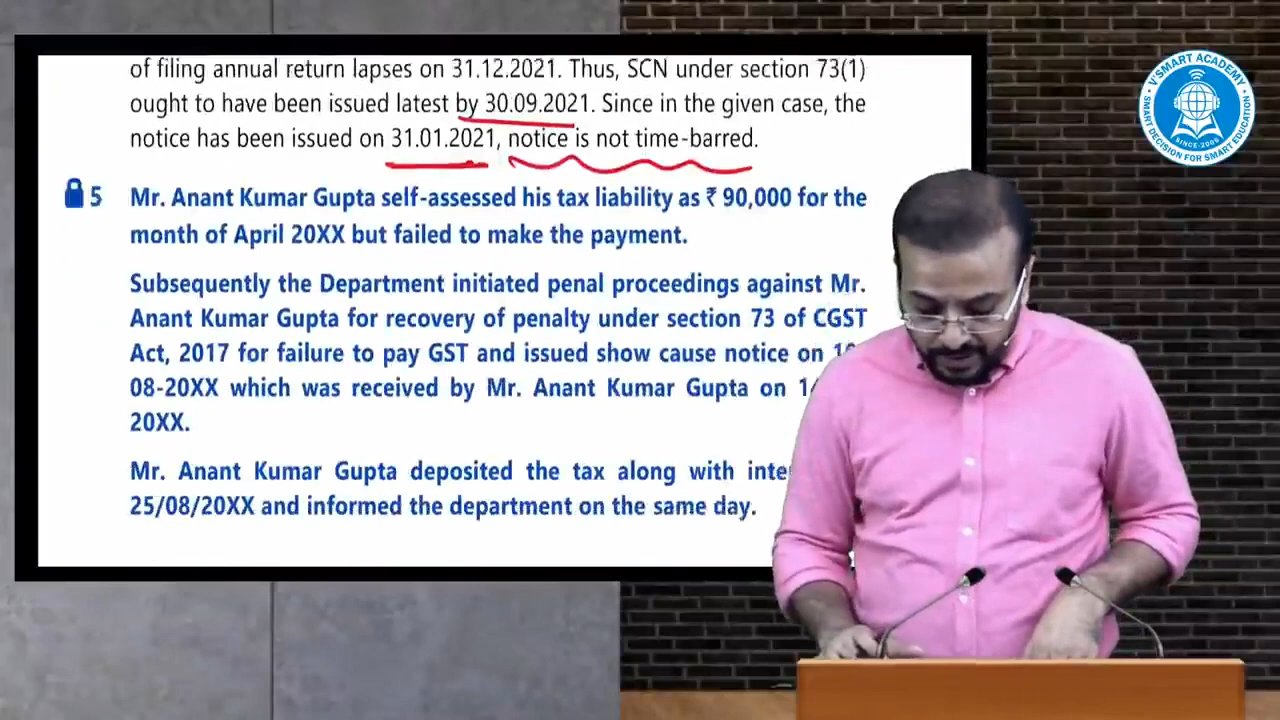 of filing annual return lapses on 31.12.2021. Thus, SCN under section 73(1)
ought to have been issued latest by 30.09.2021. Since in the given case, the
notice has been issued on 31.01.2021, notice is not time-barred.
5 Mr. Anant Kumar Gupta self-assessed his tax liability as ₹ 90,000 for the
month of April 20XX but failed to make the payment.
Subsequently the Department initiated penal proceedings against Mr.
Anant Kumar Gupta for recovery of penalty under section 73 of CGST
Act, 2017 for failure to pay GST and issued show cause notice on
08-20XX which was received by Mr. Anant Kumar Gupta on
20XX.
Mr. Anant Kumar Gupta deposited the tax along with
25/08/20XX and informed the department on the same day.
V'SMART ACADEMY
SMART DECISION FOR SMART EDUCATION
SINCE-2009